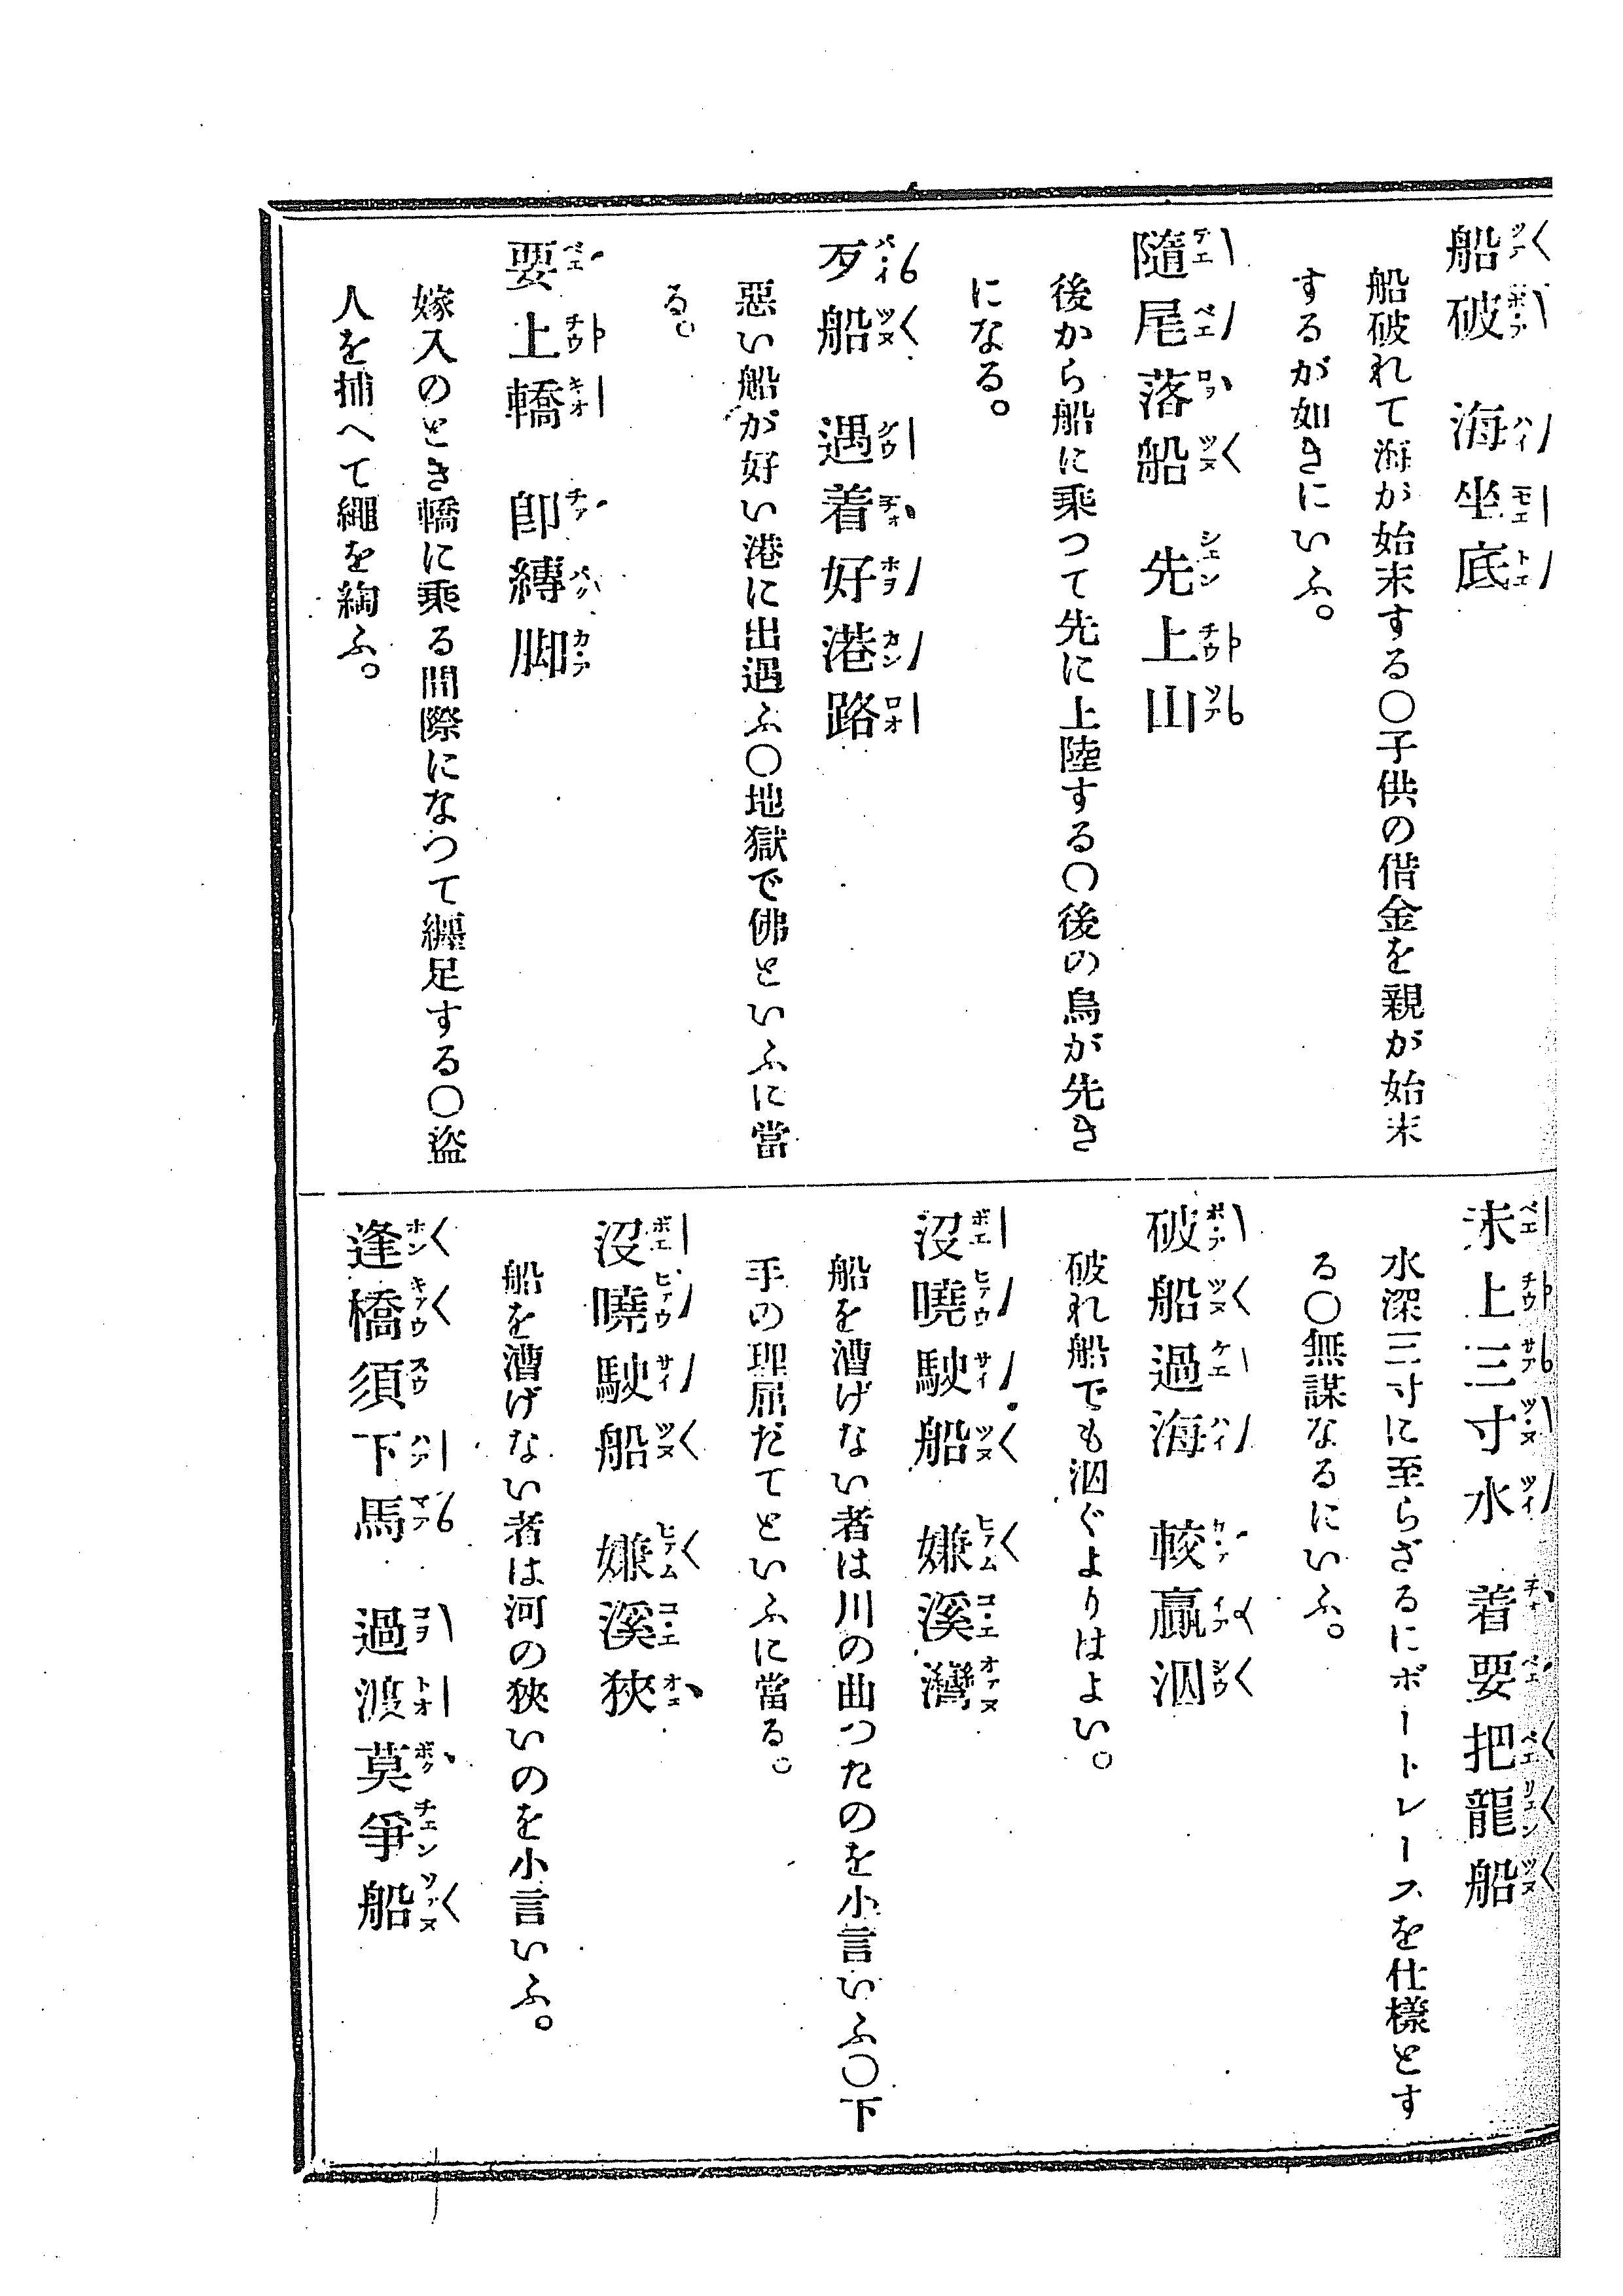 船破　海坐底
船破れて海が始末する〇子供の借金を親が始末
するが如きにいふ。
隨尾落船　先上山
後から船に乘つて先に上陸する〇後の烏が先き
になる。
歹船　遇着好港路
惡い船が好い港に出遇ふ〇地獄で佛といふに當
る。
要上轎　即縛脚
嫁入のとき轎に乘る間際になつて纒足する〇盜
人を捕へて繩を綯ふ。
未上三寸水　着要把龍船
水深三寸に至らざるにボートレースを仕樣とす
る〇無謀なるにいふ。
破船過海　較贏泅
破れ船でも泅ぐよりはよい。
沒曉駛船　嫌溪灣
船を漕げない者は川の曲つたのを小言いふ〇下
手の理屈だてといふに當る。
沒曉駛船　嫌溪狹
船を漕げない者は河の狹いのを小言いふ。
逢橋須下馬　過渡莫爭船